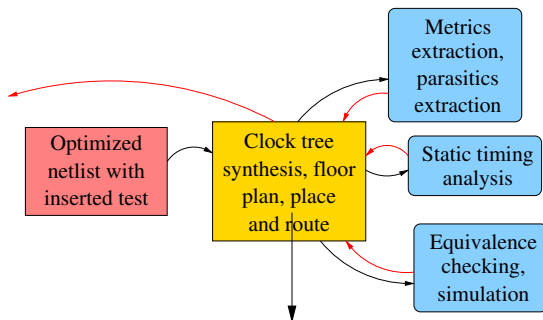 Metrics
extraction,
parasitics
extraction
Optimized
netlist with
inserted test
Clock tree
synthesis, floor
plan, place
and route
Static timing
analysis
Equivalence
checking,
simulation